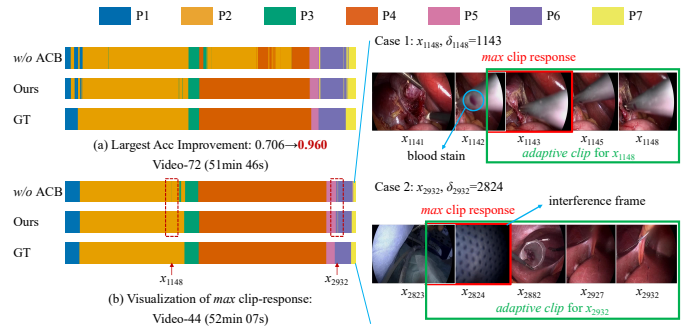 P1 P2 P3 P4 P5 P6 P7
w/o ACB
Ours
GT
(a) Largest Acc Improvement: 0.706→0.960
Video-72 (51min 46s)
w/o ACB
Ours
GT
x1148 x2932
(b) Visualization of max clip-response:
Video-44 (52min 07s)
Case 1: x1148, δ1148=1143
max clip response
x1141 x1142 x1143 x1145 x1148
blood stain
adaptive clip for x1148
Case 2: x2932, δ2932=2824
max clip response
interference frame
x2823 x2824 x2882 x2927 x2932
adaptive clip for x2932